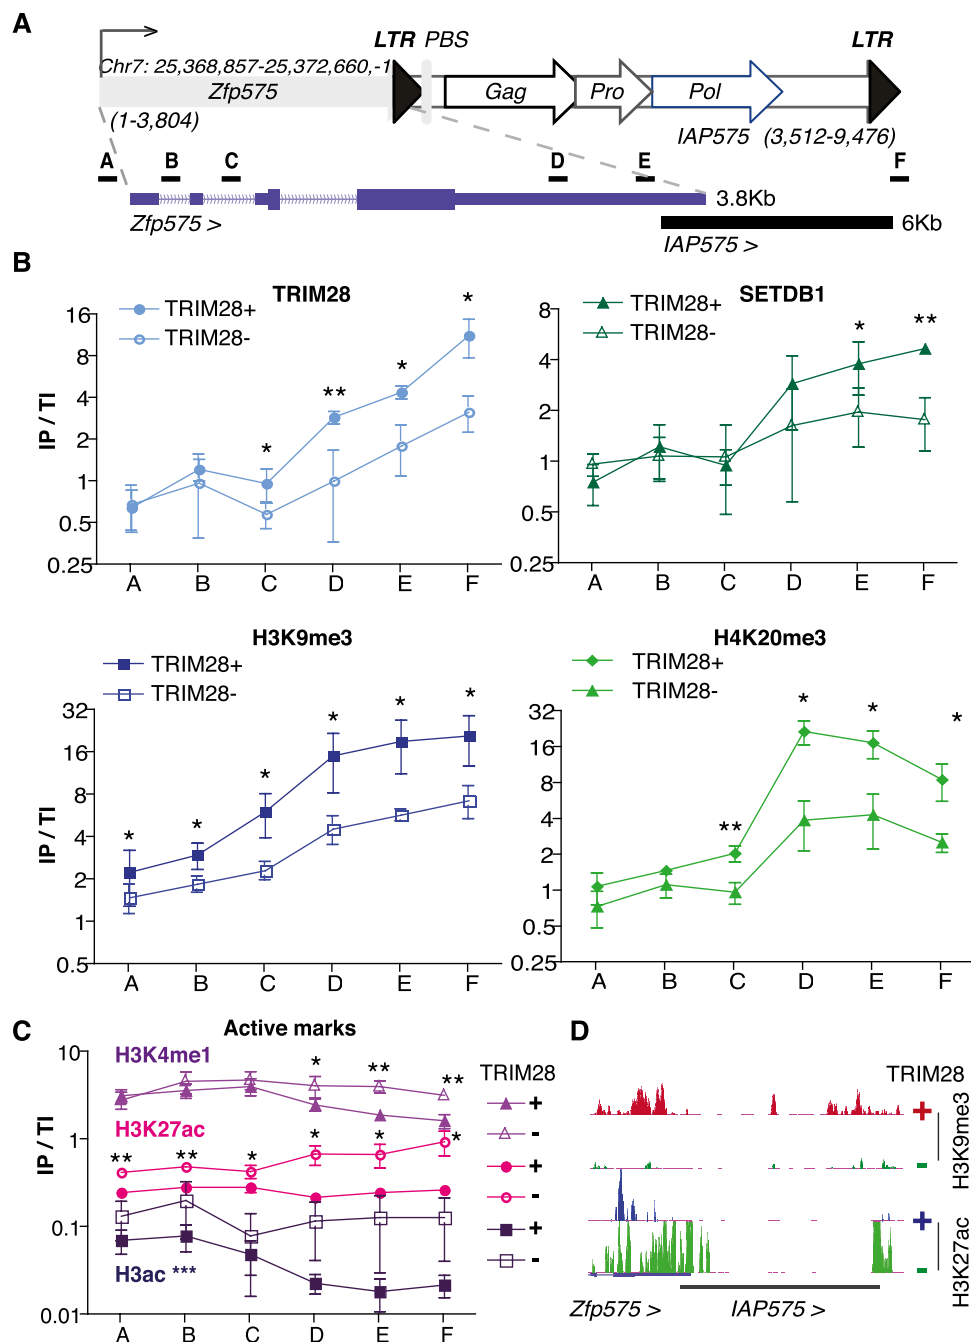 A
LTR PBS LTR
Chr7: 25,368,857-25,372,660,-1
Zfp575 Gag Pro Pol
(1-3,804) IAP575 (3,512-9,476)
A B C D E F
3.8Kb
Zfp575 >
6Kb
IAP575 >
B
TRIM28
TRIM28+
TRIM28-
IP / TI
16
8
4
2
1
0.5
0.25
* ** * *
A B C D E F
SETDB1
TRIM28+
TRIM28-
8
4
2
1
0.5
0.25
* **
A B C D E F
H3K9me3
TRIM28+
TRIM28-
IP / TI
32
16
8
4
2
1
0.5
* * * * * *
A B C D E F
H4K20me3
TRIM28+
TRIM28-
32
16
8
4
2
1
0.5
0.25
** * * *
A B C D E F
C
Active marks
IP / TI
10
1
0.1
0.01
H3K4me1
* ** **
H3K27ac
** ** * * * *
H3ac ***
A B C D E F
TRIM28
+
-
+
-
+
-
D
TRIM28
+
-
H3K9me3
+
-
H3K27ac
Zfp575 > IAP575 >